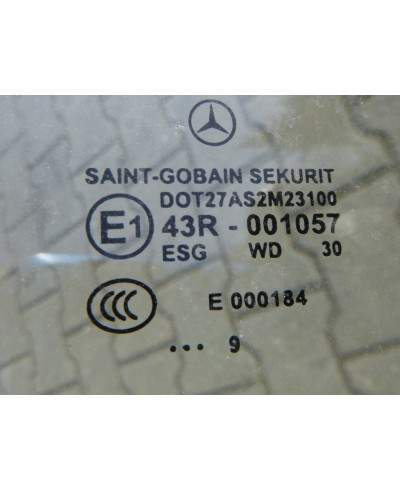 SAINT-GOBAIN SEKURIT
DOT27AS2M23100
E1 43R - 001057
ESG WD 30
CCC E 000184
... 9